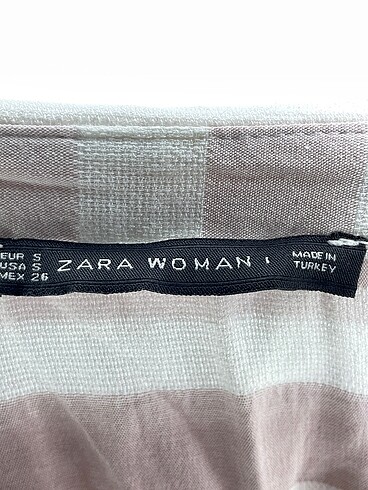 EUR S
USA S
MEX 26
ZARA WOMAN
MADE IN
TURKEY